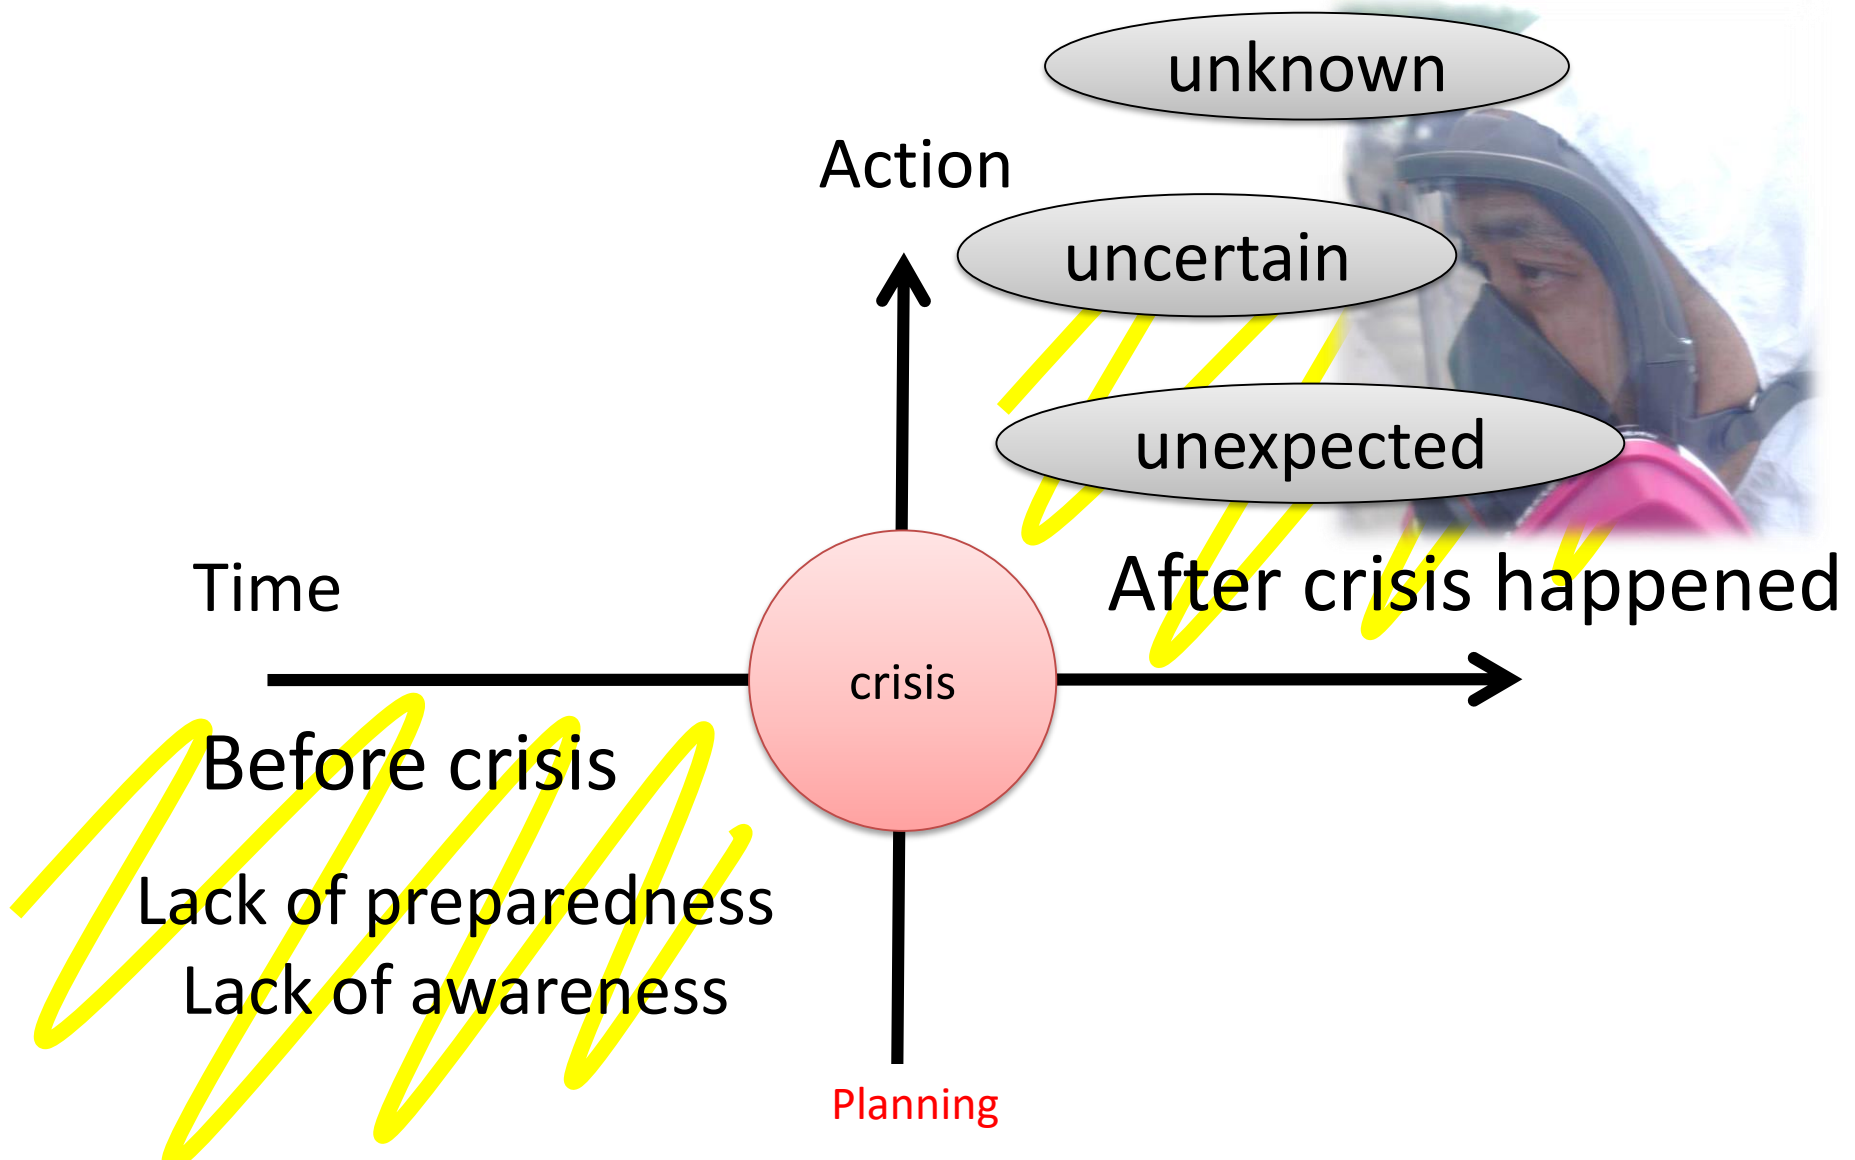 unknown
Action
uncertain
unexpected
Time
After crisis happened
crisis
Before crisis
Lack of preparedness
Lack of awareness
Planning